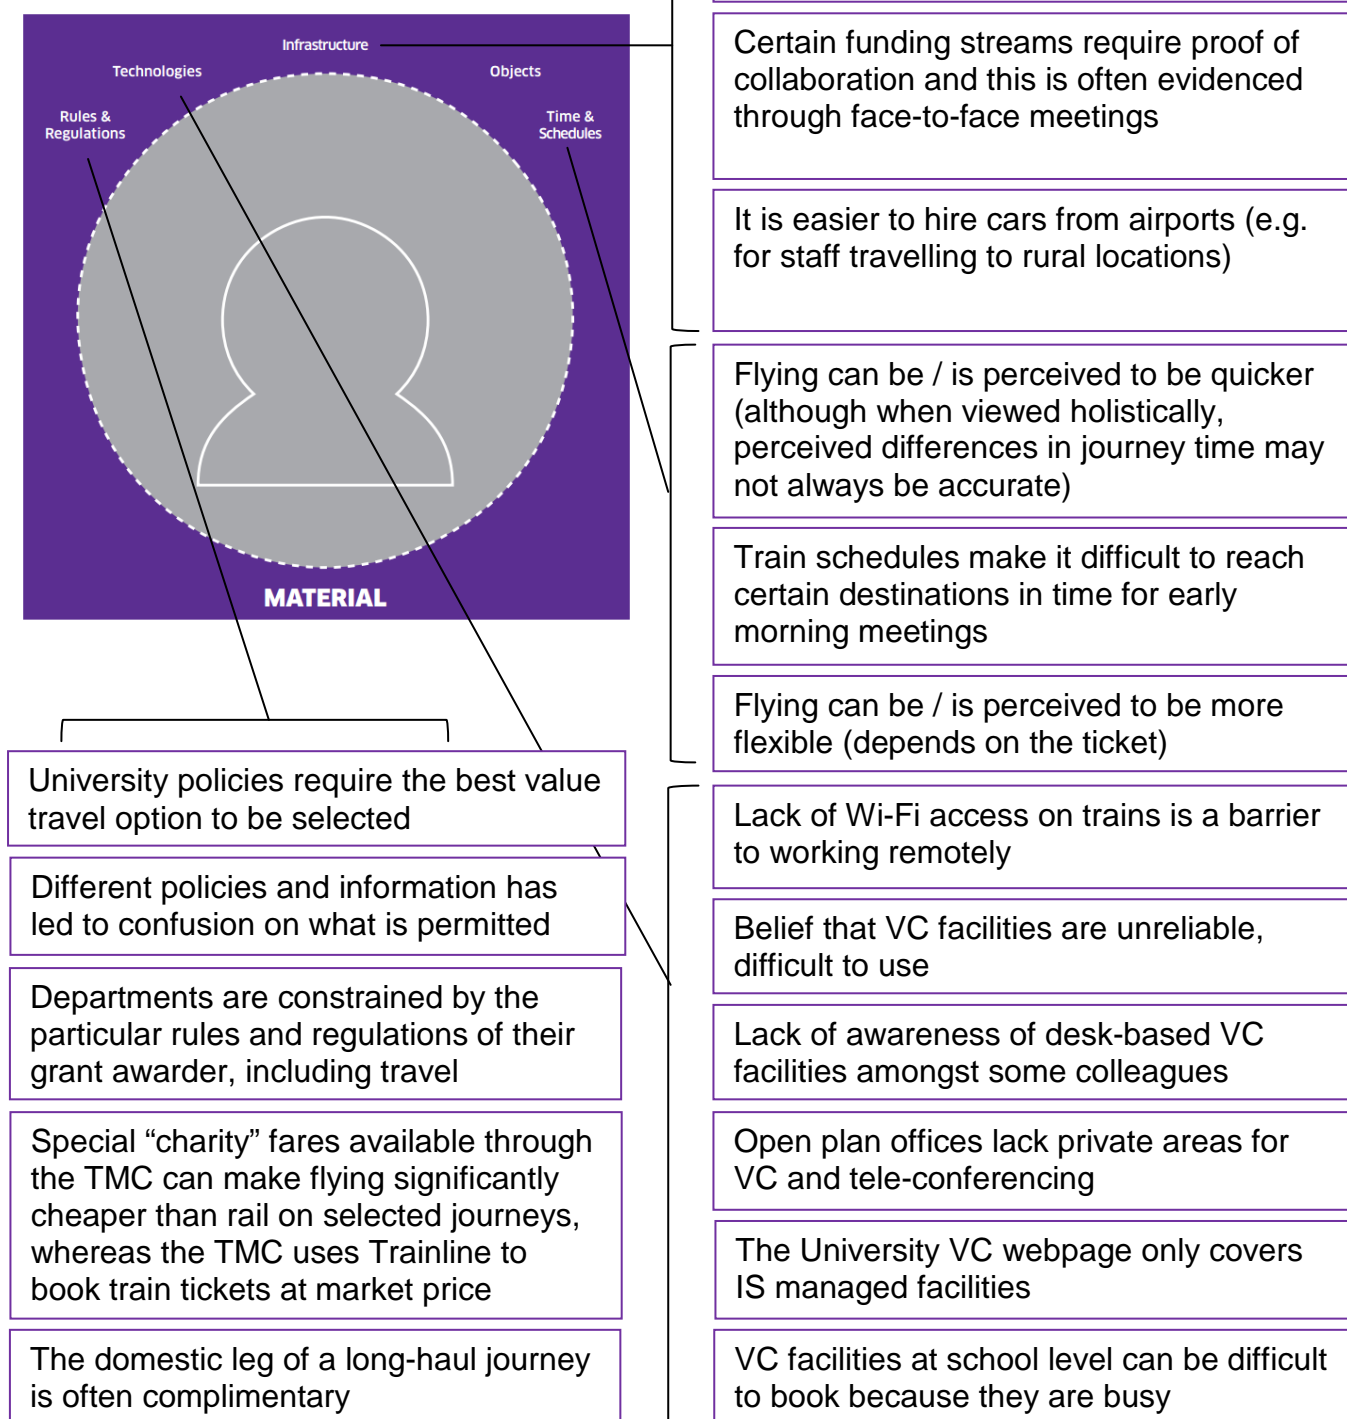 Infrastructure
Technologies
Objects
Rules &
Regulations
Time &
Schedules
MATERIAL
Certain funding streams require proof of
collaboration and this is often evidenced
through face-to-face meetings
It is easier to hire cars from airports (e.g.
for staff travelling to rural locations)
Flying can be / is perceived to be quicker
(although when viewed holistically,
perceived differences in journey time may
not always be accurate)
Train schedules make it difficult to reach
certain destinations in time for early
morning meetings
Flying can be / is perceived to be more
flexible (depends on the ticket)
University policies require the best value
travel option to be selected
Different policies and information has
led to confusion on what is permitted
Departments are constrained by the
particular rules and regulations of their
grant awarder, including travel
Special “charity” fares available through
the TMC can make flying significantly
cheaper than rail on selected journeys,
whereas the TMC uses Trainline to
book train tickets at market price
The domestic leg of a long-haul journey
is often complimentary
Lack of Wi-Fi access on trains is a barrier
to working remotely
Belief that VC facilities are unreliable,
difficult to use
Lack of awareness of desk-based VC
facilities amongst some colleagues
Open plan offices lack private areas for
VC and tele-conferencing
The University VC webpage only covers
IS managed facilities
VC facilities at school level can be difficult
to book because they are busy